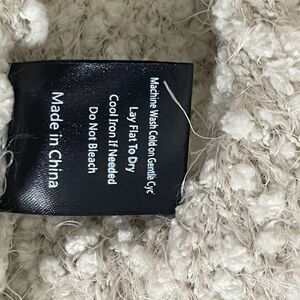 Machine Wash Cold on Gentle Cyc
Lay Flat To Dry
Cool Iron If Needed
Do Not Bleach
Made in China